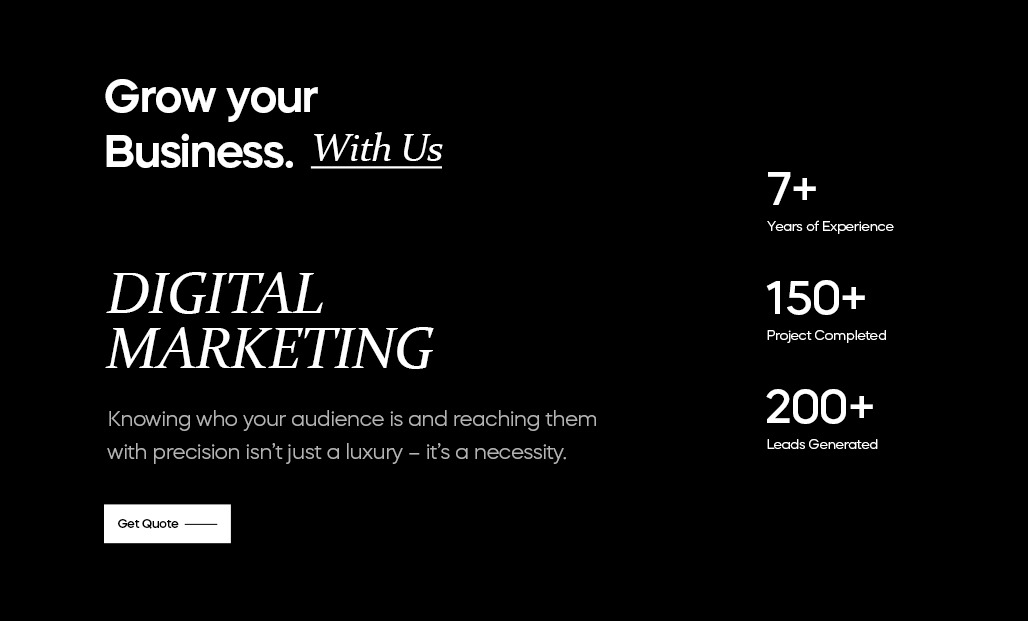 Grow your
Business. With Us
DIGITAL
MARKETING
Knowing who your audience is and reaching them
with precision isn’t just a luxury – it’s a necessity.
Get Quote
7+
Years of Experience
150+
Project Completed
200+
Leads Generated